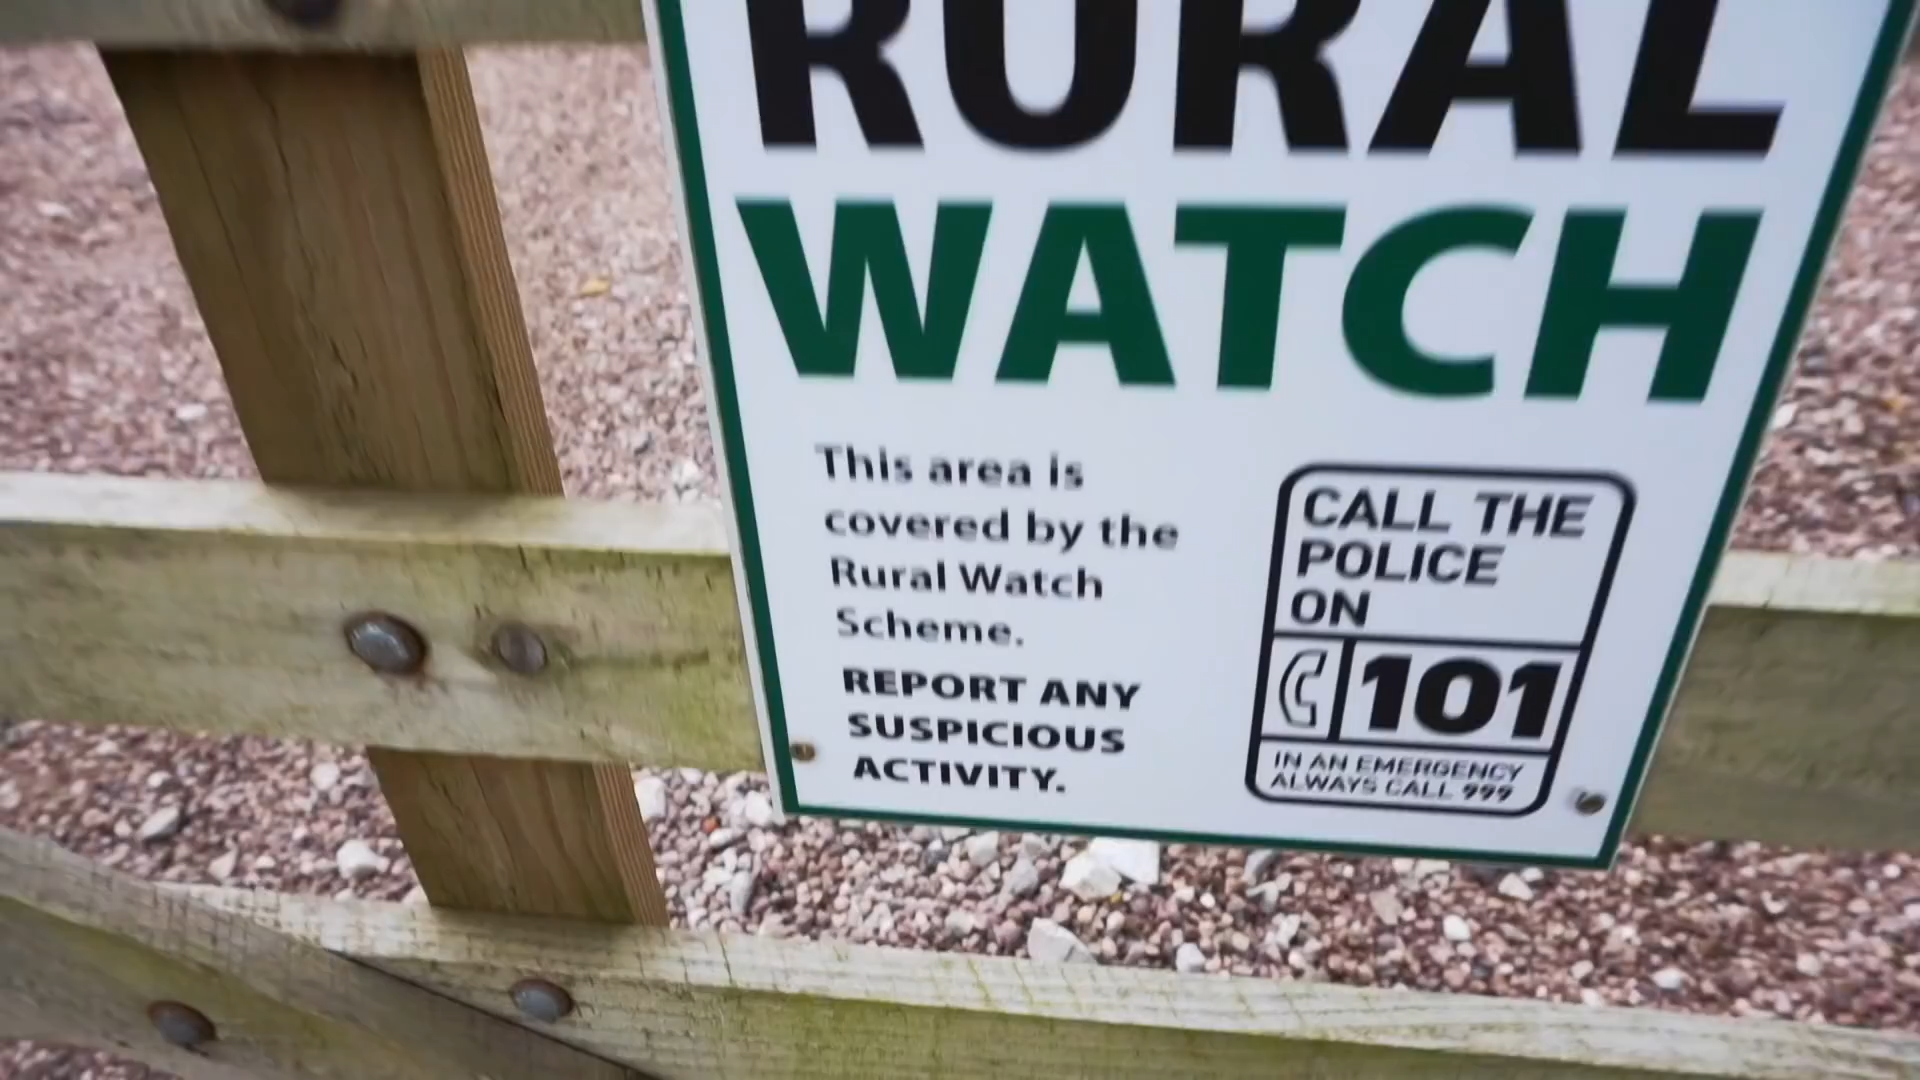 RURAL
WATCH
This area is
covered by the
Rural Watch
Scheme.
REPORT ANY
SUSPICIOUS
ACTIVITY.
CALL THE
POLICE
ON
101
IN AN EMERGENCY
ALWAYS CALL 999